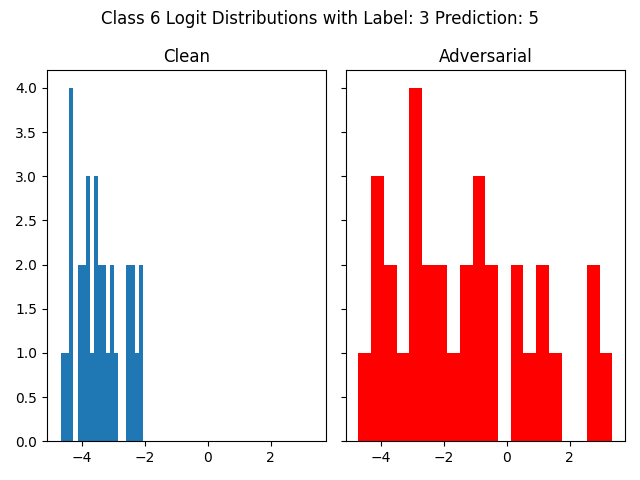 Class 6 Logit Distributions with Label: 3 Prediction: 5
Clean
Adversarial
4.0
3.5
3.0
2.5
2.0
1.5
1.0
0.5
0.0
−4 −2 0 2
−4 −2 0 2